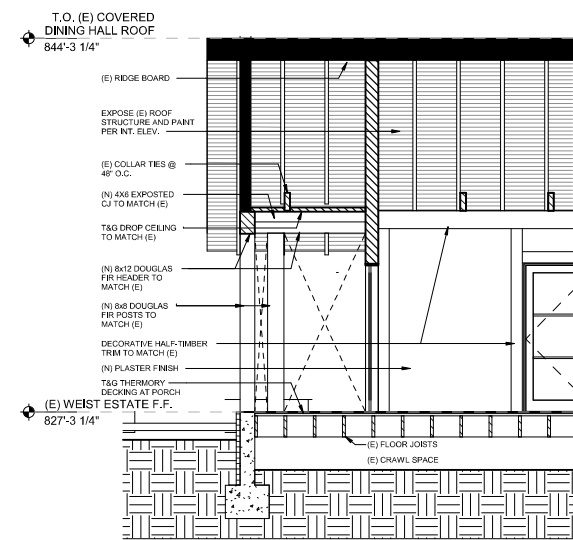 T.O. (E) COVERED
DINING HALL ROOF
844'-3 1/4"
(E) RIDGE BOARD
EXPOSE (E) ROOF
STRUCTURE AND PAINT
PER INT. ELEV.
(E) COLLAR TIES @
48" O.C.
(N) 4X6 EXPOSTED
CJ TO MATCH (E)
T&G DROP CEILING
TO MATCH (E)
(N) 8x12 DOUGLAS
FIR HEADER TO
MATCH (E)
(N) 8x8 DOUGLAS
FIR POSTS TO
MATCH (E)
DECORATIVE HALF-TIMBER
TRIM TO MATCH (E)
(N) PLASTER FINISH
T&G THERMORY
DECKING AT PORCH
(E) WEIST ESTATE F.F.
827'-3 1/4"
(E) FLOOR JOISTS
(E) CRAWL SPACE